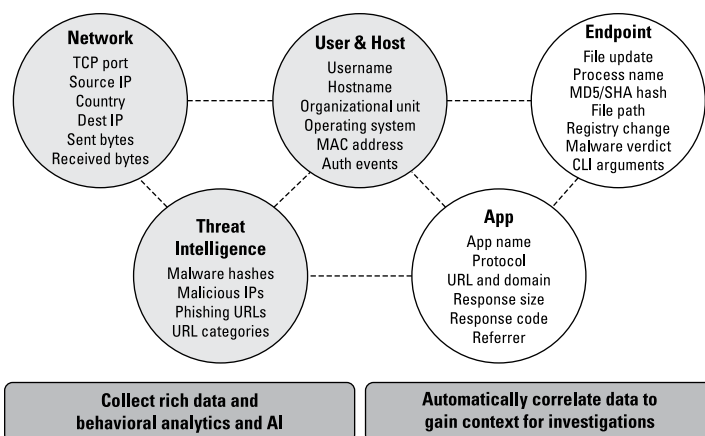 Network
TCP port
Source IP
Country
Dest IP
Sent bytes
Received bytes
User & Host
Username
Hostname
Organizational unit
Operating system
MAC address
Auth events
Endpoint
File update
Process name
MD5/SHA hash
File path
Registry change
Malware verdict
CLI arguments
Threat
Intelligence
Malware hashes
Malicious IPs
Phishing URLs
URL categories
App
App name
Protocol
URL and domain
Response size
Response code
Referrer
Collect rich data and
behavioral analytics and AI
Automatically correlate data to
gain context for investigations